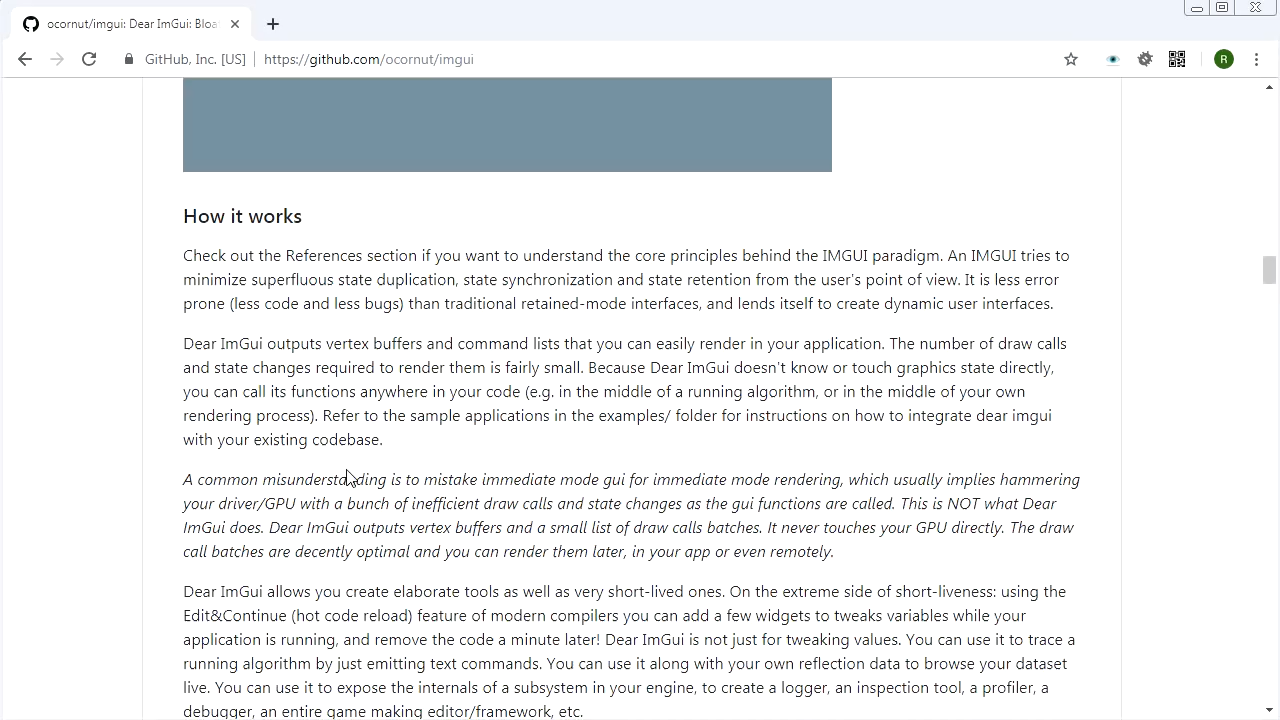 ocornut/imgui: Dear ImGui: Bloa
GitHub, Inc. [US]
https://github.com/ocornut/imgui
R
How it works
Check out the References section if you want to understand the core principles behind the IMGUI paradigm. An IMGUI tries to
minimize superfluous state duplication, state synchronization and state retention from the user's point of view. It is less error
prone (less code and less bugs) than traditional retained-mode interfaces, and lends itself to create dynamic user interfaces.
Dear ImGui outputs vertex buffers and command lists that you can easily render in your application. The number of draw calls
and state changes required to render them is fairly small. Because Dear ImGui doesn't know or touch graphics state directly,
you can call its functions anywhere in your code (e.g. in the middle of a running algorithm, or in the middle of your own
rendering process). Refer to the sample applications in the examples/ folder for instructions on how to integrate dear imgui
with your existing codebase.
A common misunderstanding is to mistake immediate mode gui for immediate mode rendering, which usually implies hammering
your driver/GPU with a bunch of inefficient draw calls and state changes as the gui functions are called. This is NOT what Dear
ImGui does. Dear ImGui outputs vertex buffers and a small list of draw calls batches. It never touches your GPU directly. The draw
call batches are decently optimal and you can render them later, in your app or even remotely.
Dear ImGui allows you create elaborate tools as well as very short-lived ones. On the extreme side of short-liveness: using the
Edit&Continue (hot code reload) feature of modern compilers you can add a few widgets to tweaks variables while your
application is running, and remove the code a minute later! Dear ImGui is not just for tweaking values. You can use it to trace a
running algorithm by just emitting text commands. You can use it along with your own reflection data to browse your dataset
live. You can use it to expose the internals of a subsystem in your engine, to create a logger, an inspection tool, a profiler, a
debugger, an entire game making editor/framework, etc.